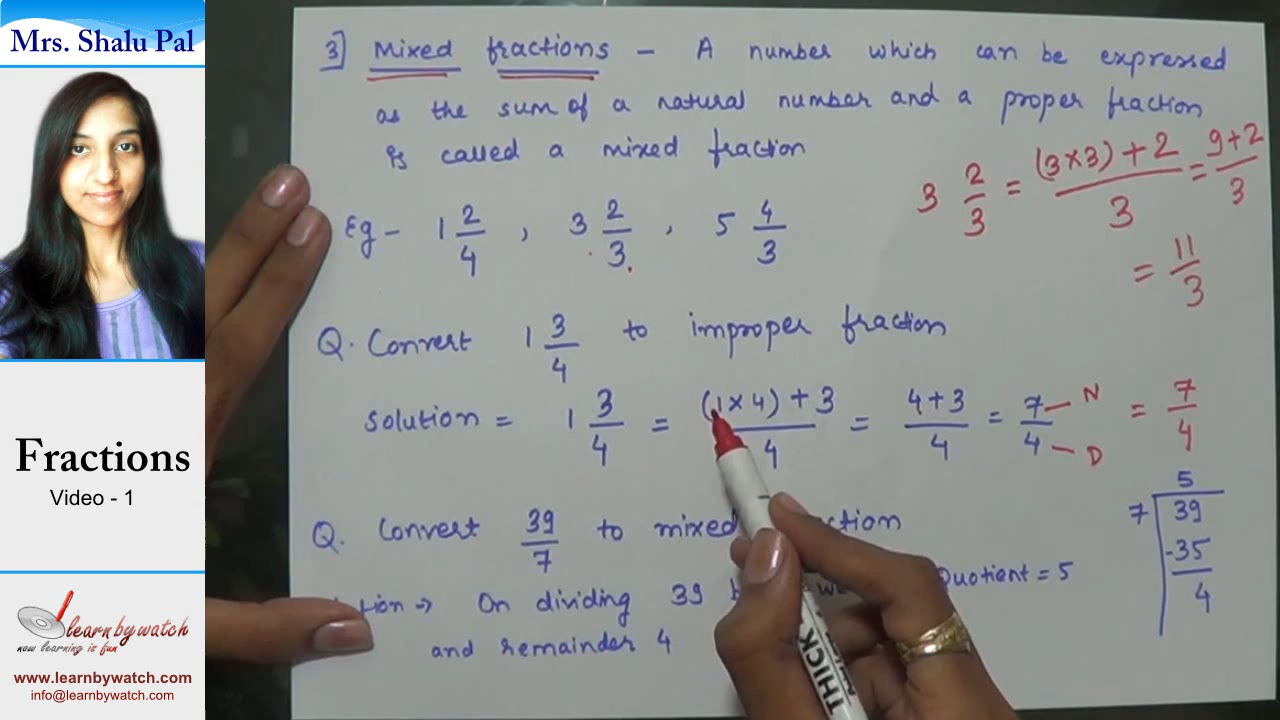 Mrs. Shalu Pal
Fractions
Video - 1
learnbywatch
now learning is fun
www.learnbywatch.com
info@learnbywatch.com
3] Mixed fractions - A number which can be expressed
as the sum of a natural number and a proper fraction
is called a mixed fraction
3 2/3 = (3×3)+2/3 = 9+2/3
= 11/3
Eg - 1 2/4 , 3 2/3 , 5 4/3
Q. Convert 1 3/4 to improper fraction
Solution = 1 3/4 = (1×4)+3/4 = 4+3/4 = 7/4 - N - D = 7/4
Q. Convert 39/7 to mixed
On dividing 39
Quotient = 5
and remainder 4
5
7 39
-35
4
THICK